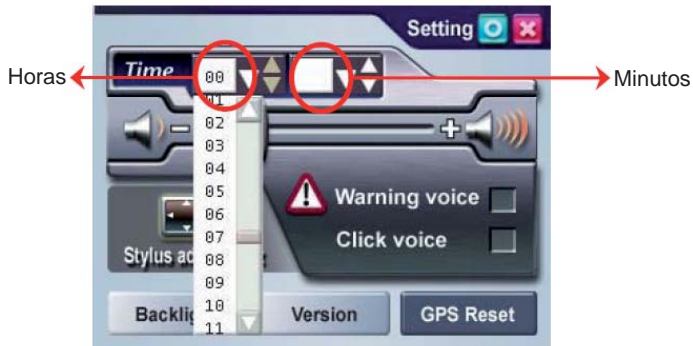 Setting
Horas
Time
00
Minutos
01
02
03
04
05
06
07
08
09
10
11
Warning voice
Click voice
Stylus ad
Backlig
Version
GPS Reset